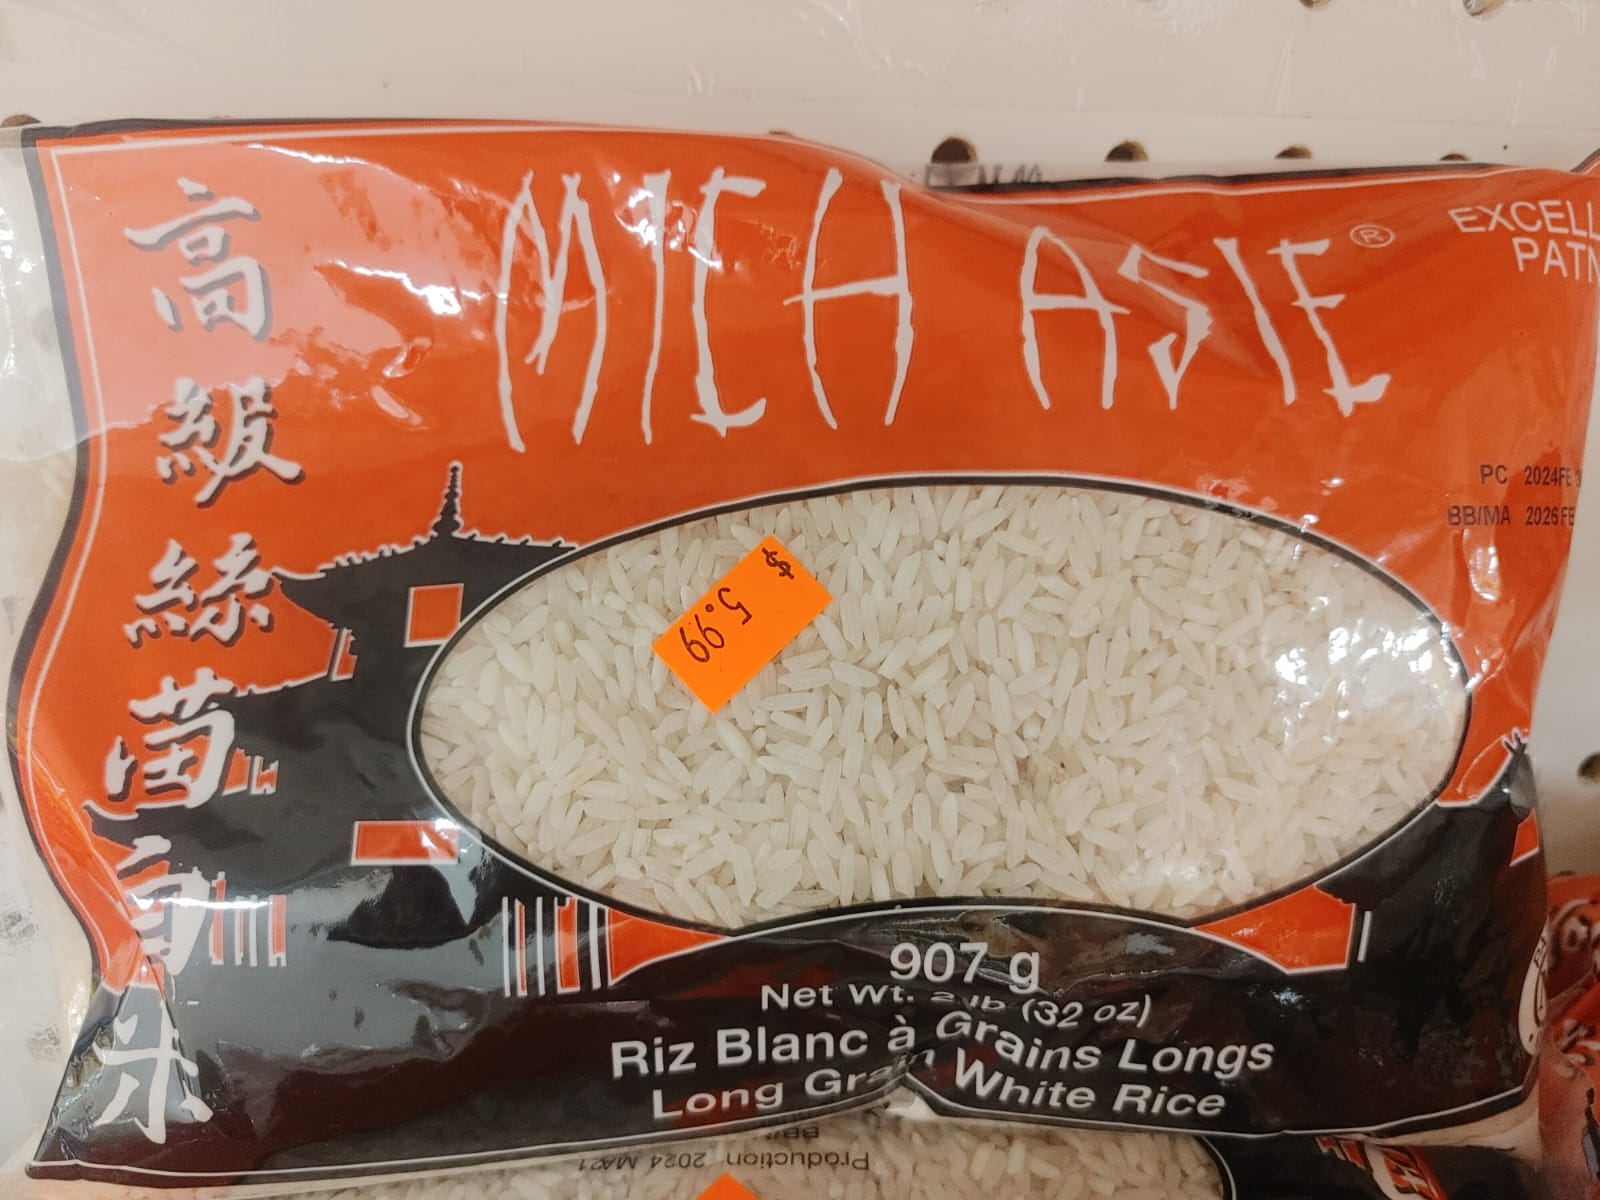 高級絲苗白米
MICH ASIE®
EXCELL
PATN
PC 2024FE
BB/MA 2026 FE
$
5.99
907 g
Net Wt. 2 lb (32 oz)
Riz Blanc à Grains Longs
Long Grain White Rice
Production 2024 MA21
BB/